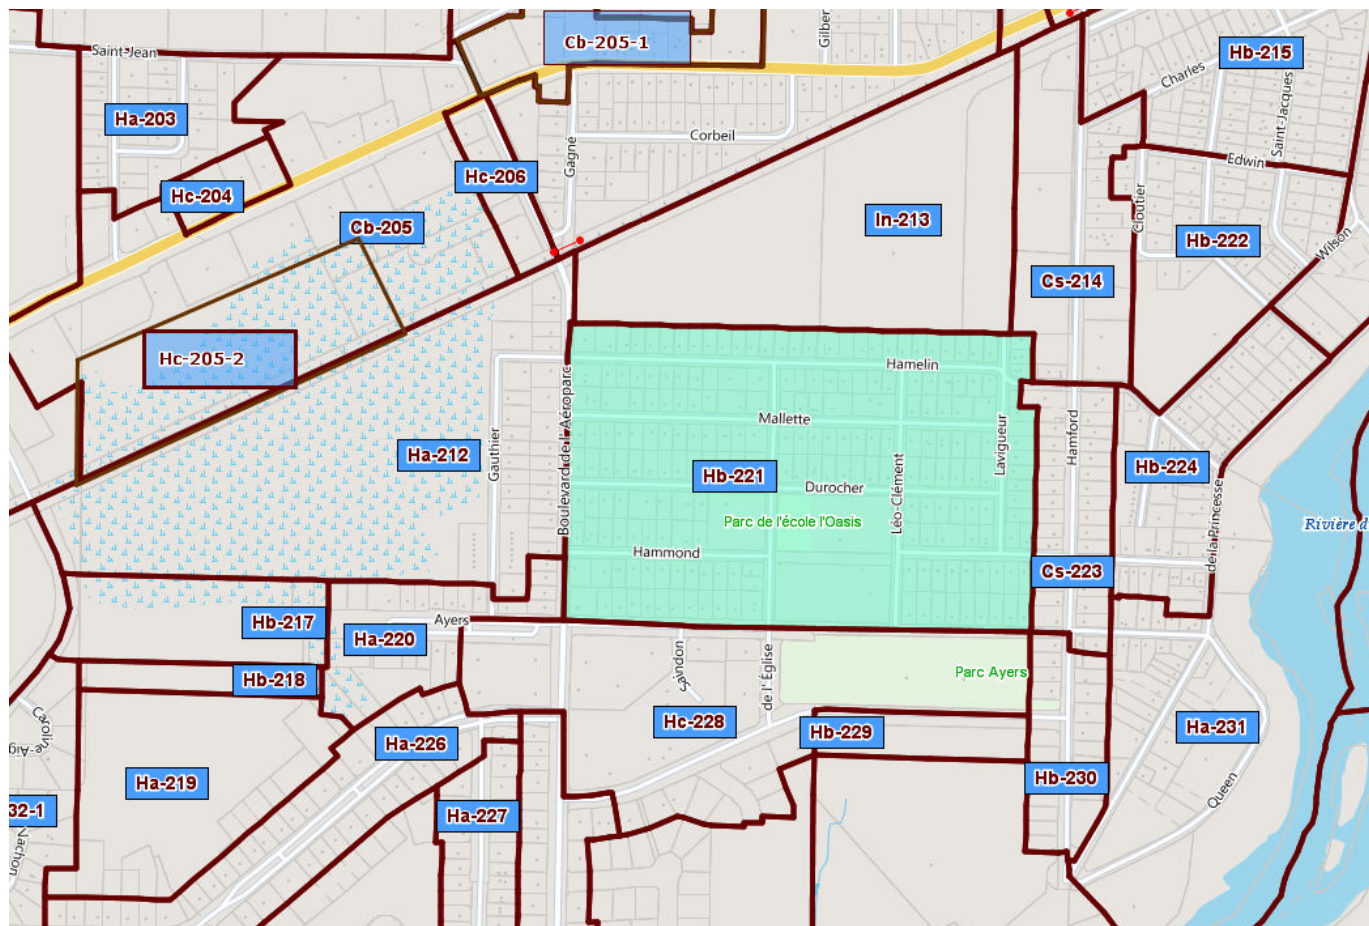 Cb-205-1
Gilber
Saint-Jean
Hb-215
Charles
Saint-Jacques
Ha-203
Corbeil
Gagné
Edwin
Hc-206
Hc-204
Cloutier
In-213
Cb-205
Hb-222
Wilson
Cs-214
Hc-205-2
Hamelin
Boulevard de l' Aéroparc
Mallette
Hamford
Lavigueur
Gauthier
Ha-212
Hb-221
Hb-224
Durocher
Léo-Clément
Parc de l'école l'Oasis
Rivière d
de la Princesse
Hammond
Cs-223
Hb-217
Ayers
Ha-220
Saindon
de l' Église
Parc Ayers
Hb-218
Hc-228
Caroline
e-Aig
Ha-226
Hb-229
Ha-231
Ha-219
Hb-230
Queen
32-1
Ha-227
Vachon